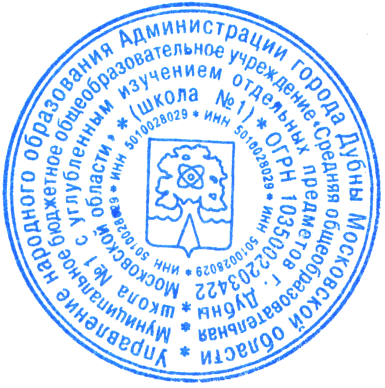 Управление народного образования Администрации города Дубны Московской области *
Муниципальное бюджетное общеобразовательное учреждение «Средняя общеобразовательная *
школа №1 с углубленным изучением отдельных предметов г. Дубны
Московской области» * (школа №1) * ОГРН 1035002203422
* ИНН 5010028029 * ИНН 5010028029 * ИНН 5010028029 * ИНН 5010028029